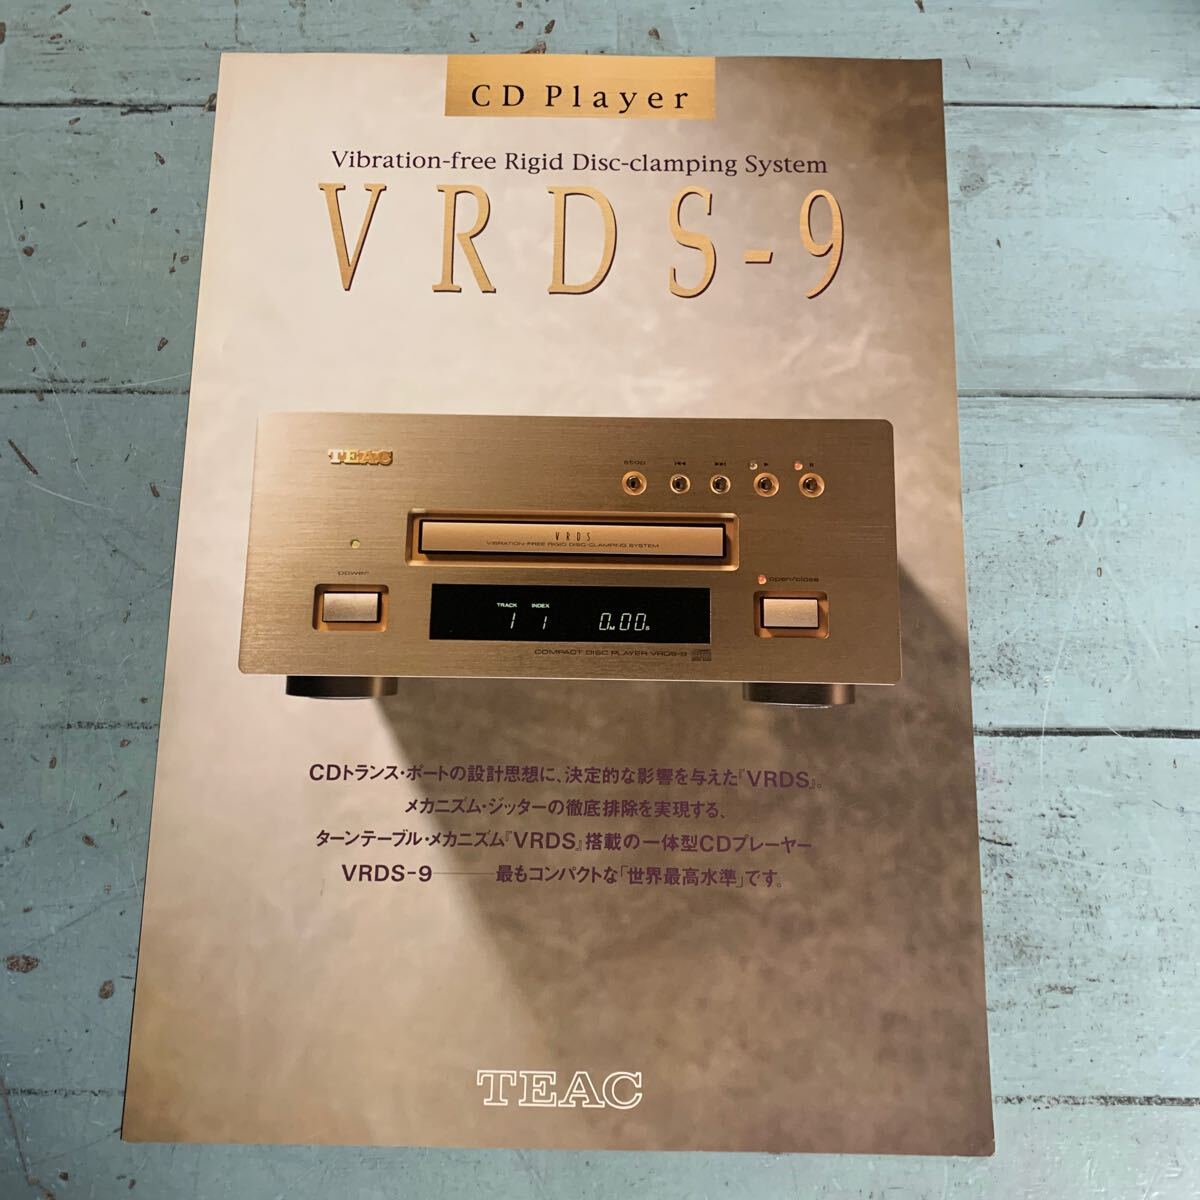 CD Player
Vibration-free Rigid Disc-clamping System
VRDS-9
TEAC
stop
VRDS
VIBRATION-FREE RIGID DISC-CLAMPING SYSTEM
power
open/close
TRACK INDEX
1 1 0M 00S
COMPACT DISC PLAYER VRDS-9
CDトランス・ポートの設計思想に、決定的な影響を与えた『VRDS』。
メカニズム・ジッターの徹底排除を実現する、
ターンテーブル・メカニズム『VRDS』搭載の一体型CDプレーヤー
VRDS-9───最もコンパクトな「世界最高水準」です。
TEAC